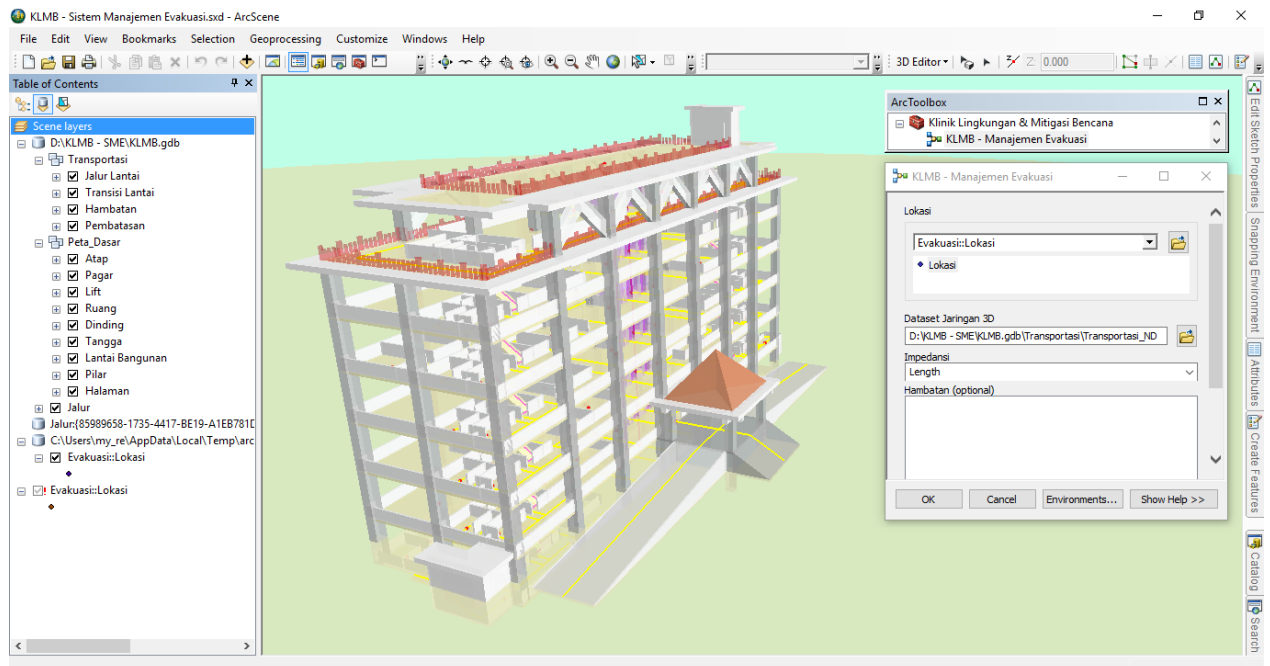 KLMB - Sistem Manajemen Evakuasi.sxd - ArcScene
File Edit View Bookmarks Selection Geoprocessing Customize Windows Help
3D Editor
Z: 0.000
Table of Contents
Scene layers
D:\KLMB - SME\KLMB.gdb
Transportasi
Jalur Lantai
Transisi Lantai
Hambatan
Pembatasan
Peta_Dasar
Atap
Pagar
Lift
Ruang
Dinding
Tangga
Lantai Bangunan
Pilar
Halaman
Jalur
Jalur:{85989658-1735-4417-BE19-A1EB781D
C:\Users\my_re\AppData\Local\Temp\arc
Evakuasi::Lokasi
Evakuasi::Lokasi
ArcToolbox
Klinik Lingkungan & Mitigasi Bencana
KLMB - Manajemen Evakuasi
KLMB - Manajemen Evakuasi
Lokasi
Evakuasi::Lokasi
Lokasi
Dataset Jaringan 3D
D:\KLMB - SME\KLMB.gdb\Transportasi\Transportasi_ND
Impedansi
Length
Hambatan (optional)
OK Cancel Environments... Show Help >>
Edit Sketch Properties
Snapping Environment
Attributes
Create Features
Catalog
Search